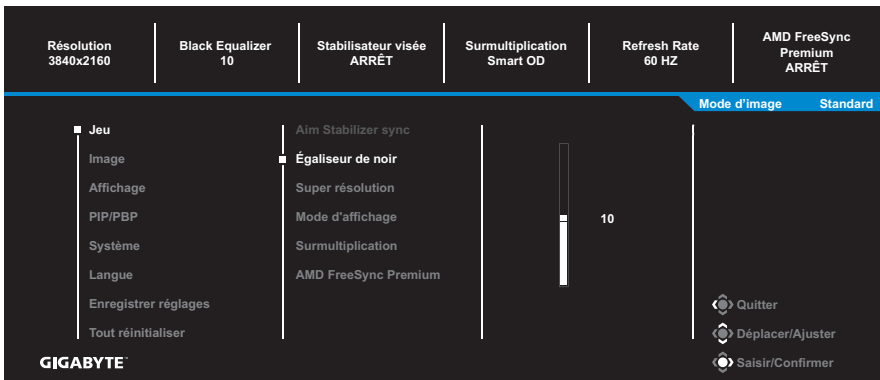 Résolution
3840x2160
Black Equalizer
10
Stabilisateur visée
ARRÊT
Surmultiplication
Smart OD
Refresh Rate
60 HZ
AMD FreeSync
Premium
ARRÊT
Mode d'image Standard
Jeu
Image
Affichage
PIP/PBP
Système
Langue
Enregistrer réglages
Tout réinitialiser
Aim Stabilizer sync
Égaliseur de noir
Super résolution
Mode d'affichage
Surmultiplication
AMD FreeSync Premium
10
Quitter
Déplacer/Ajuster
Saisir/Confirmer
GIGABYTE™